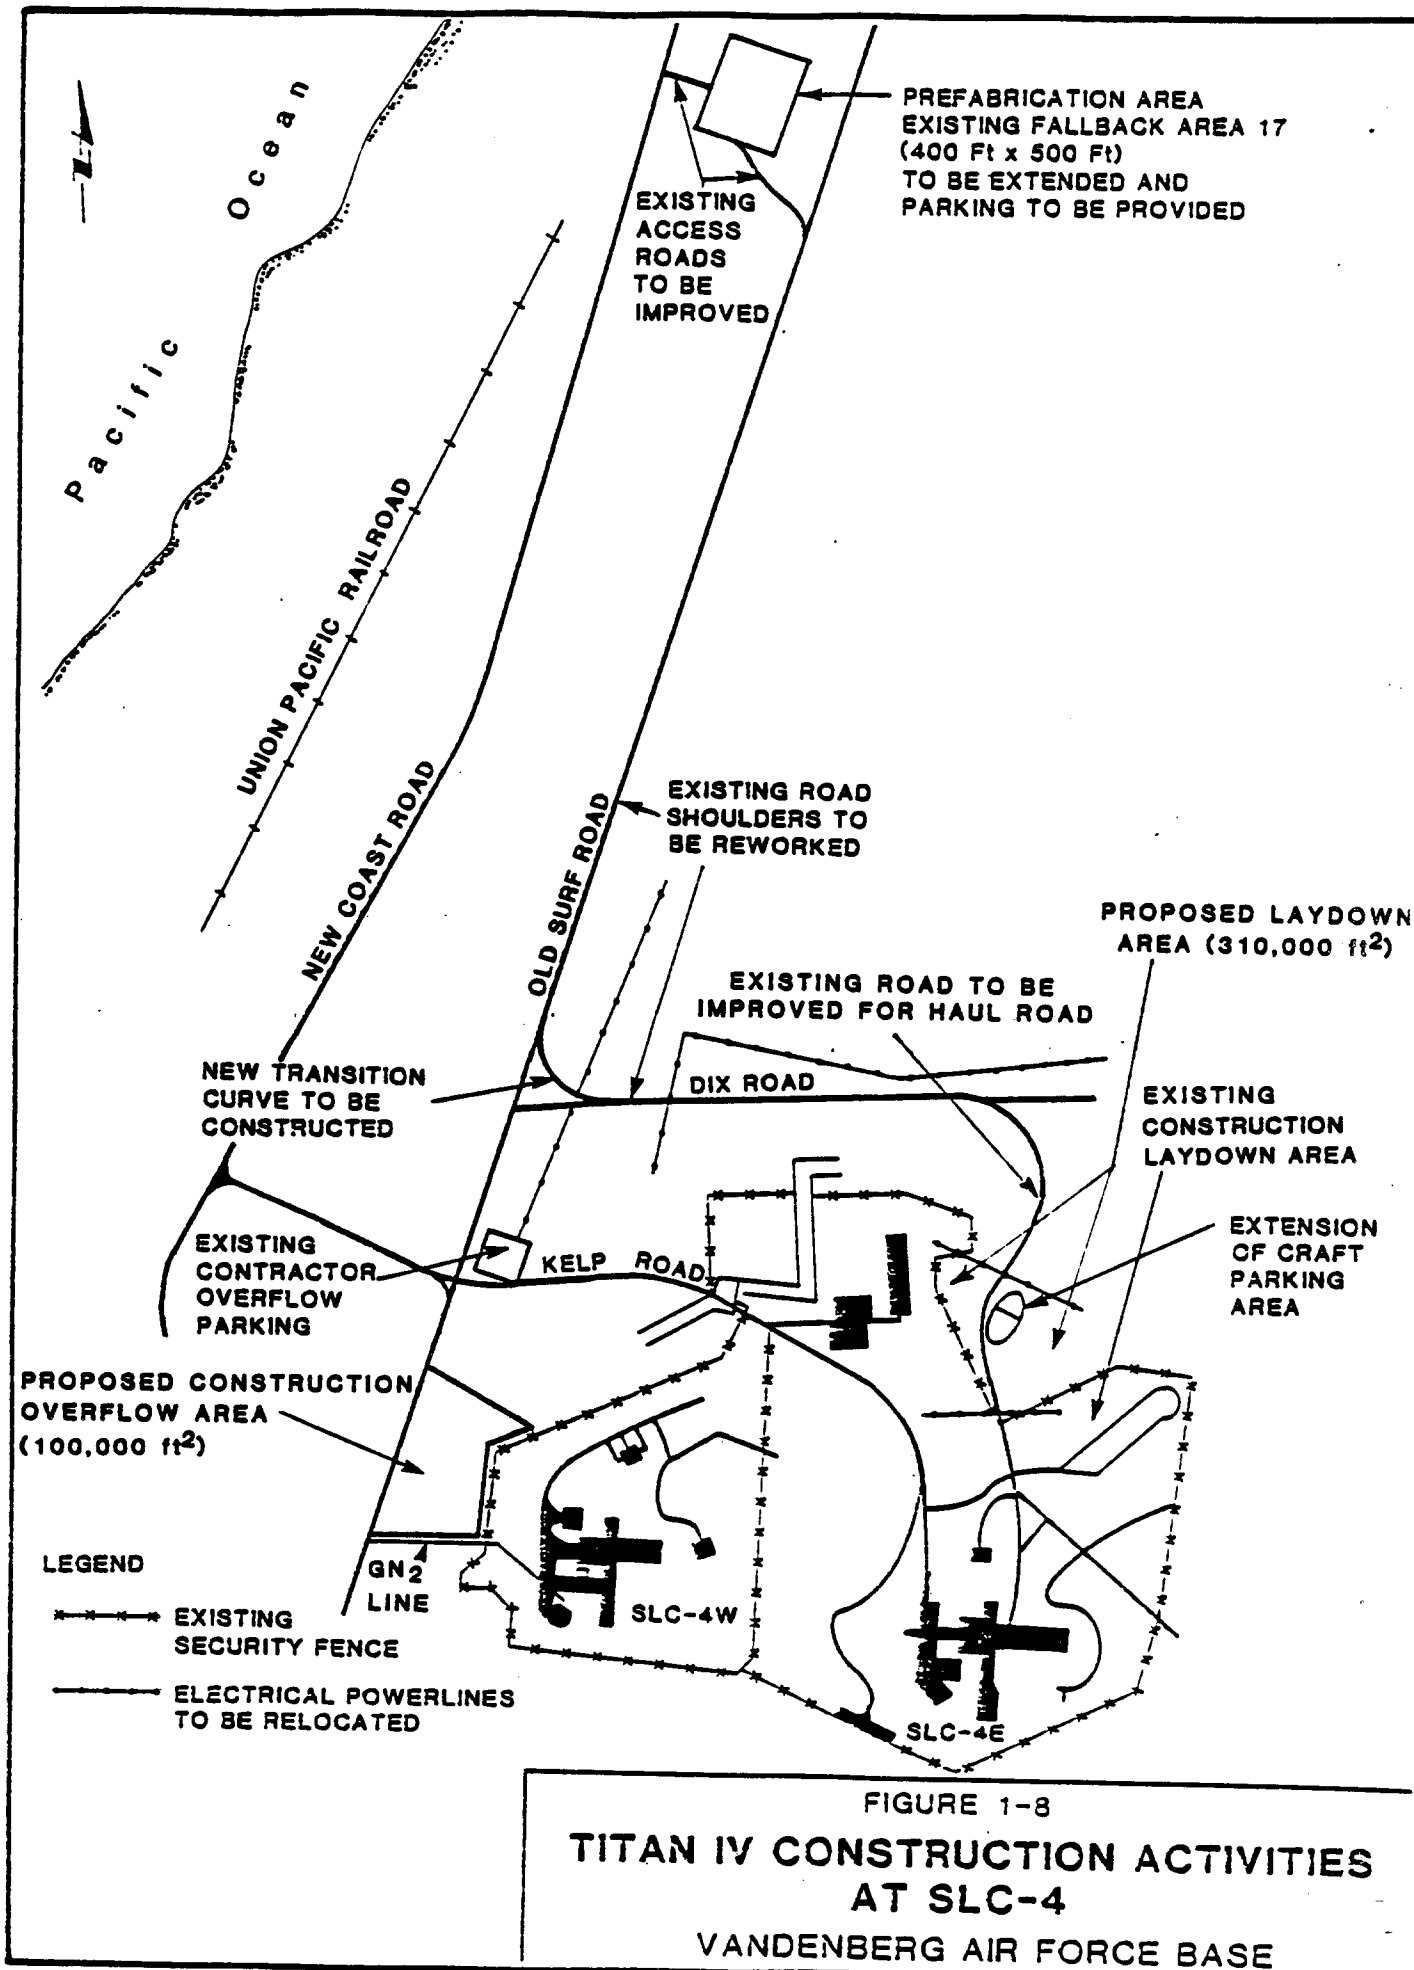 Pacific Ocean
N
PREFABRICATION AREA
EXISTING FALLBACK AREA 17
(400 Ft x 500 Ft)
TO BE EXTENDED AND
PARKING TO BE PROVIDED
EXISTING
ACCESS
ROADS
TO BE
IMPROVED
UNION PACIFIC RAILROAD
NEW COAST ROAD
OLD SURF ROAD
EXISTING ROAD
SHOULDERS TO
BE REWORKED
PROPOSED LAYDOWN
AREA (310,000 ft²)
EXISTING ROAD TO BE
IMPROVED FOR HAUL ROAD
NEW TRANSITION
CURVE TO BE
CONSTRUCTED
DIX ROAD
EXISTING
CONSTRUCTION
LAYDOWN AREA
EXISTING
CONTRACTOR
OVERFLOW
PARKING
KELP ROAD
EXTENSION
OF CRAFT
PARKING
AREA
PROPOSED CONSTRUCTION
OVERFLOW AREA
(100,000 ft²)
GN2
LINE
SLC-4W
SLC-4E
LEGEND
EXISTING
SECURITY FENCE
ELECTRICAL POWERLINES
TO BE RELOCATED
FIGURE 1-8
TITAN IV CONSTRUCTION ACTIVITIES
AT SLC-4
VANDENBERG AIR FORCE BASE